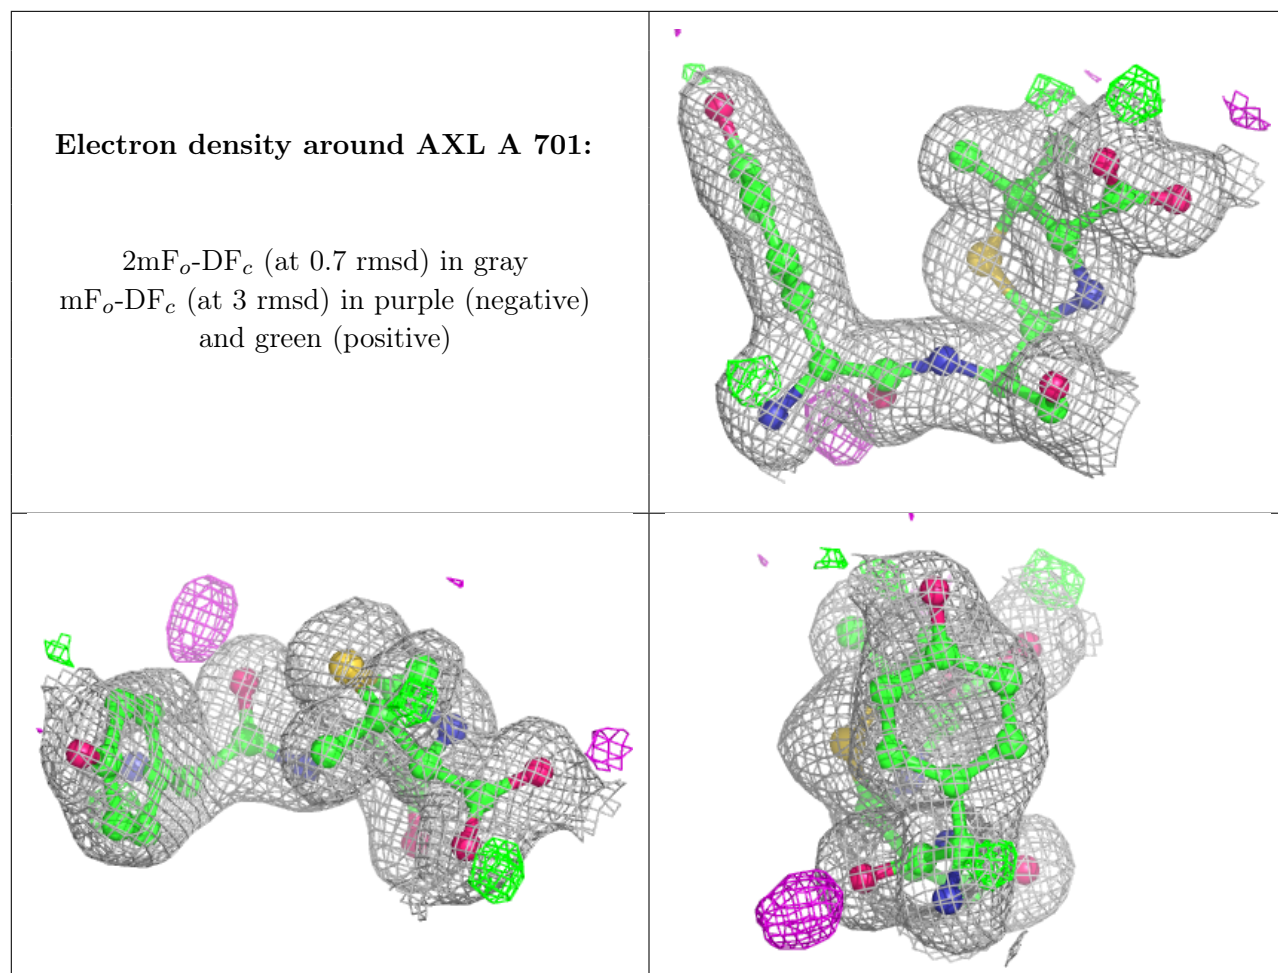 Electron density around AXL A 701:
2mFo-DFc (at 0.7 rmsd) in gray
mFo-DFc (at 3 rmsd) in purple (negative)
and green (positive)